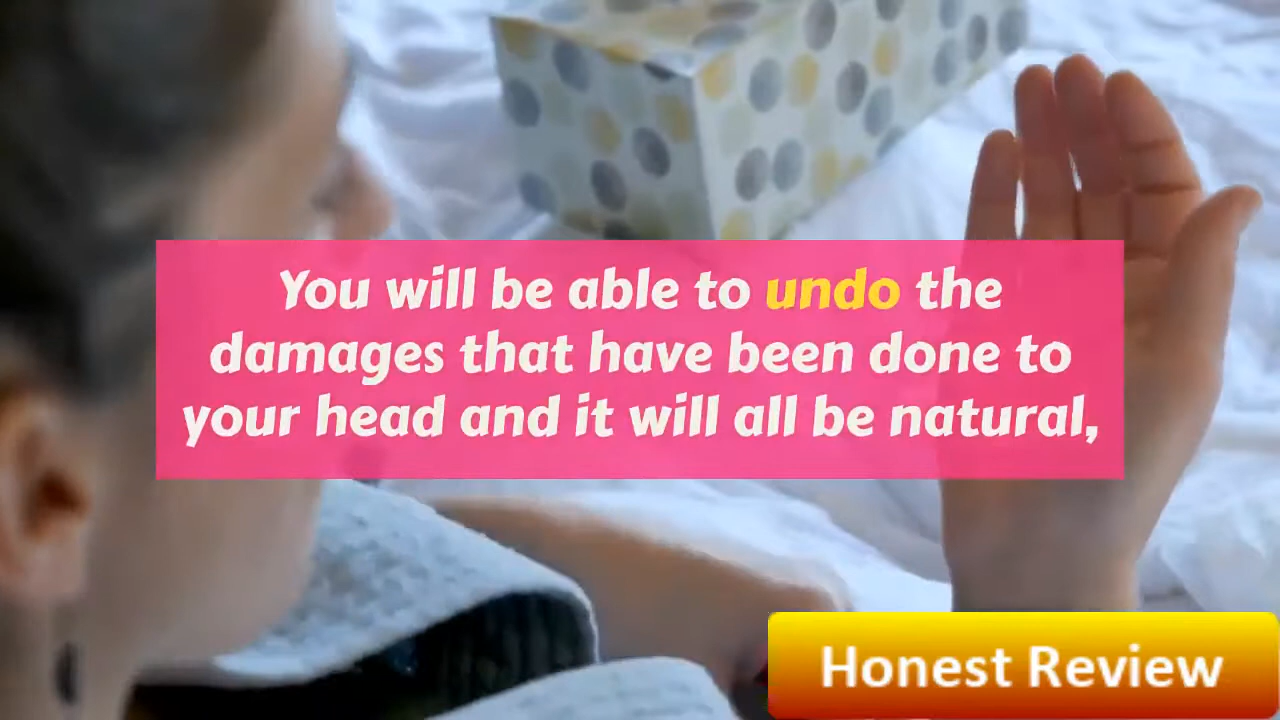 You will be able to undo the
damages that have been done to
your head and it will all be natural,
Honest Review